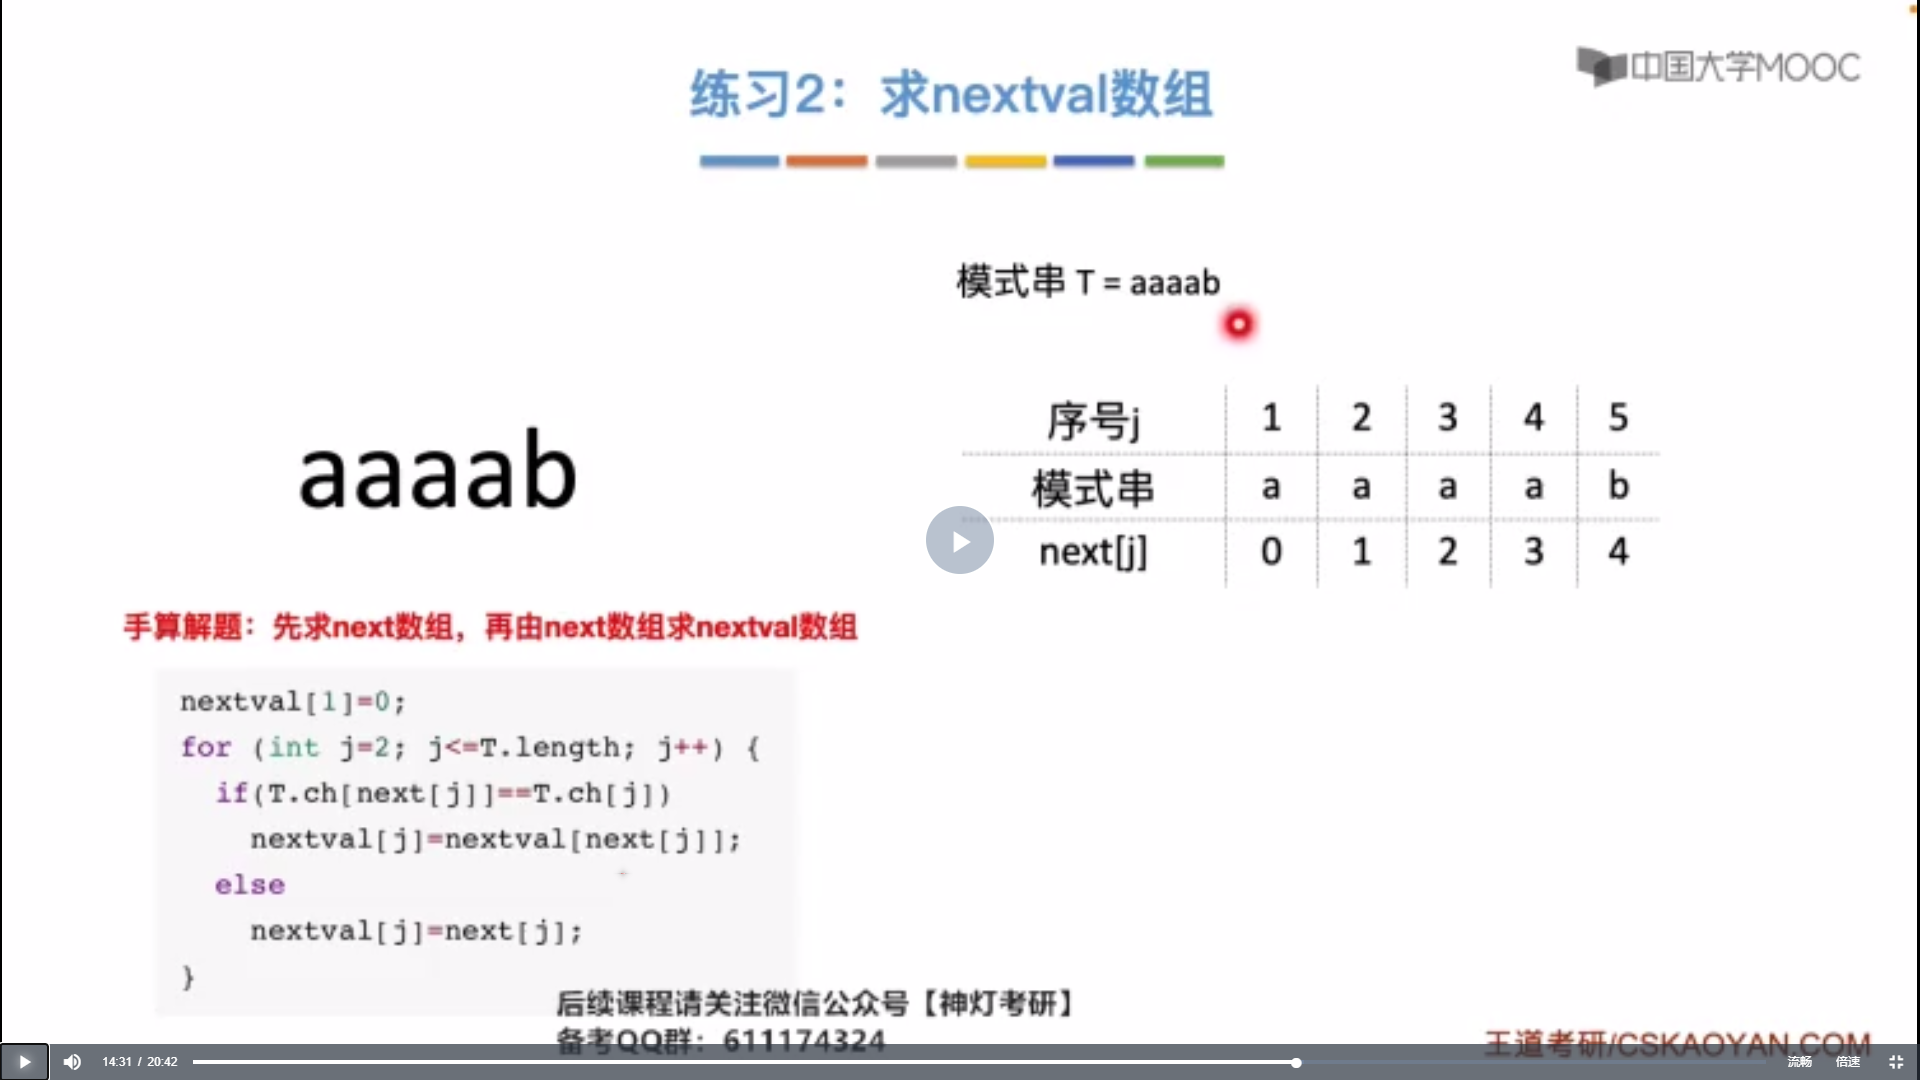 中国大学MOOC
练习2：求nextval数组
模式串 T = aaaab
aaaab
序号j 1 2 3 4 5
模式串 a a a a b
next[j] 0 1 2 3 4
手算解题：先求next数组，再由next数组求nextval数组
nextval[1]=0;
for (int j=2; j<=T.length; j++) {
if(T.ch[next[j]]==T.ch[j])
nextval[j]=nextval[next[j]];
else
nextval[j]=next[j];
}
后续课程请关注微信公众号【神灯考研】
备考QQ群：611174324
王道考研/CSKAOYAN.COM
14:31 / 20:42
流畅 倍速